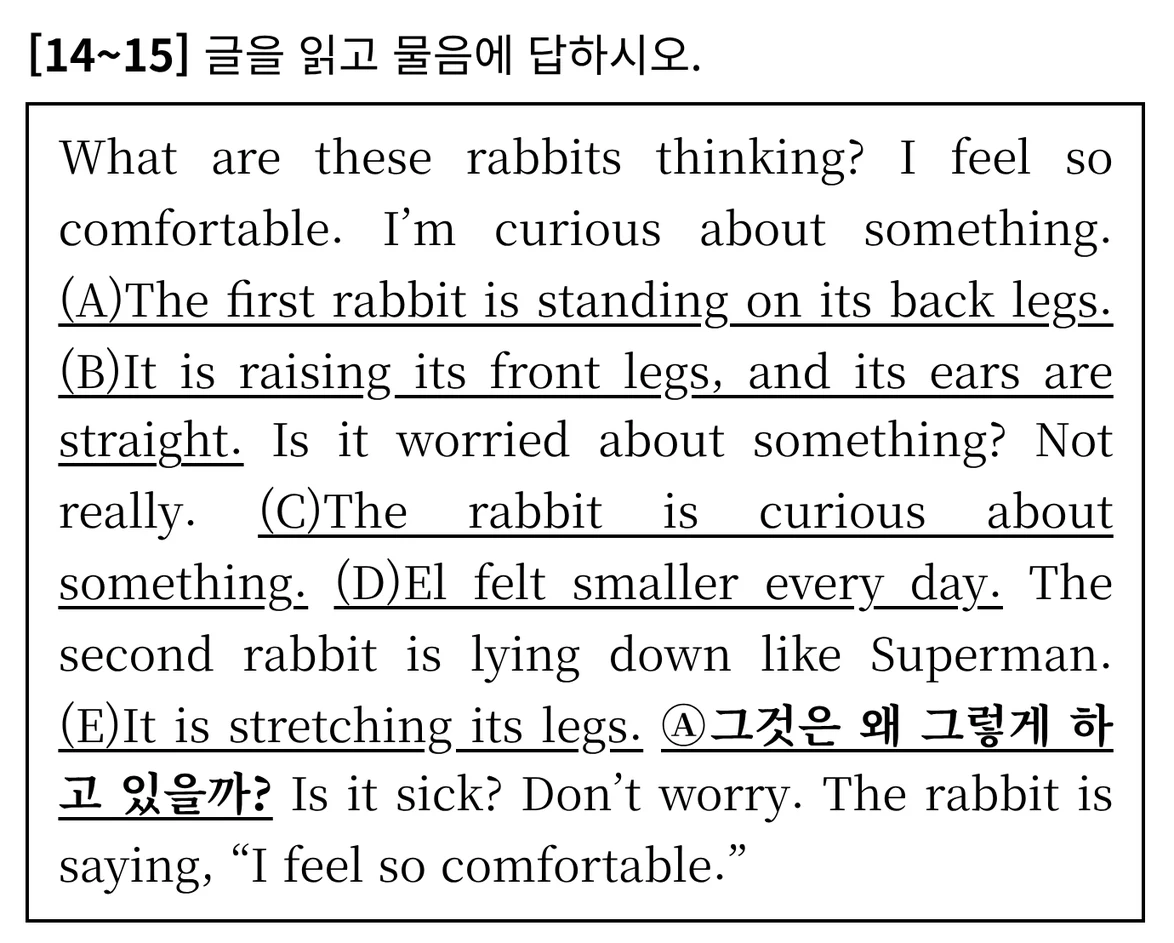 [14~15] 글을 읽고 물음에 답하시오.
What are these rabbits thinking? I feel so
comfortable. I’m curious about something.
(A)The first rabbit is standing on its back legs.
(B)It is raising its front legs, and its ears are
straight. Is it worried about something? Not
really. (C)The rabbit is curious about
something. (D)El felt smaller every day. The
second rabbit is lying down like Superman.
(E)It is stretching its legs. Ⓐ그것은 왜 그렇게 하
고 있을까? Is it sick? Don’t worry. The rabbit is
saying, “I feel so comfortable.”